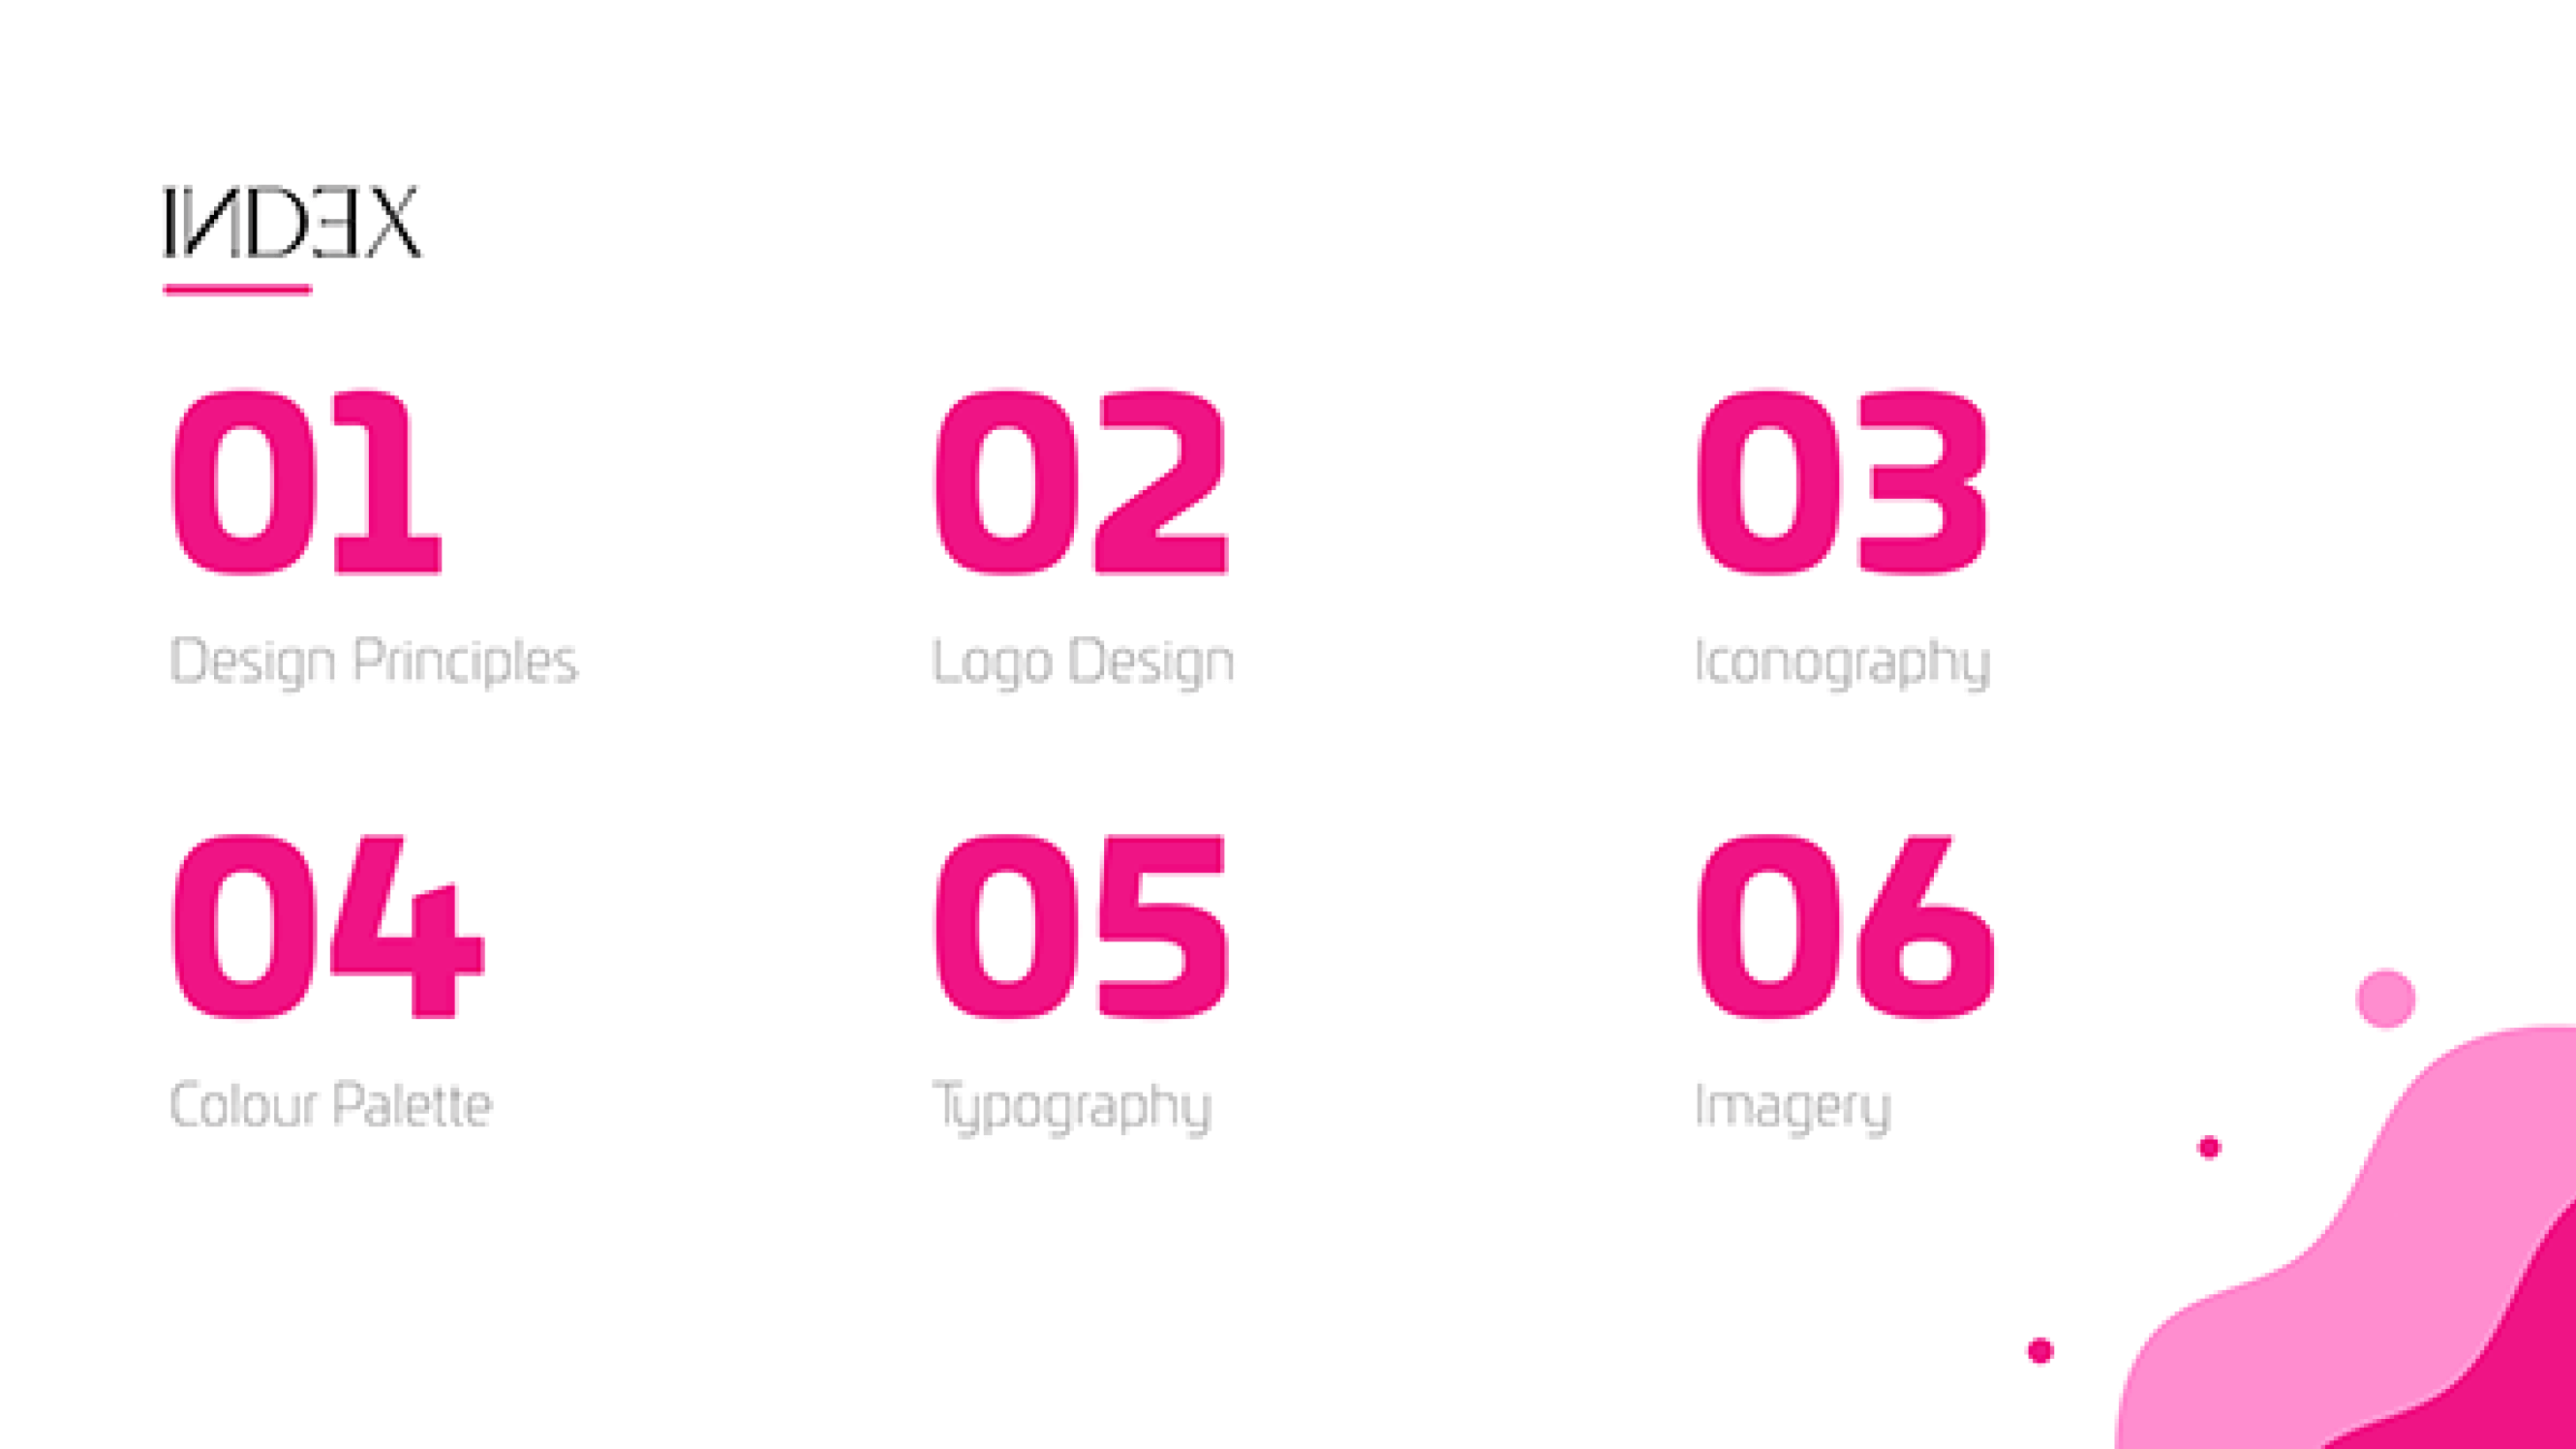 INDEX
01 02 03
Design Principles Logo Design Iconography
04 05 06
Colour Palette Typography Imagery